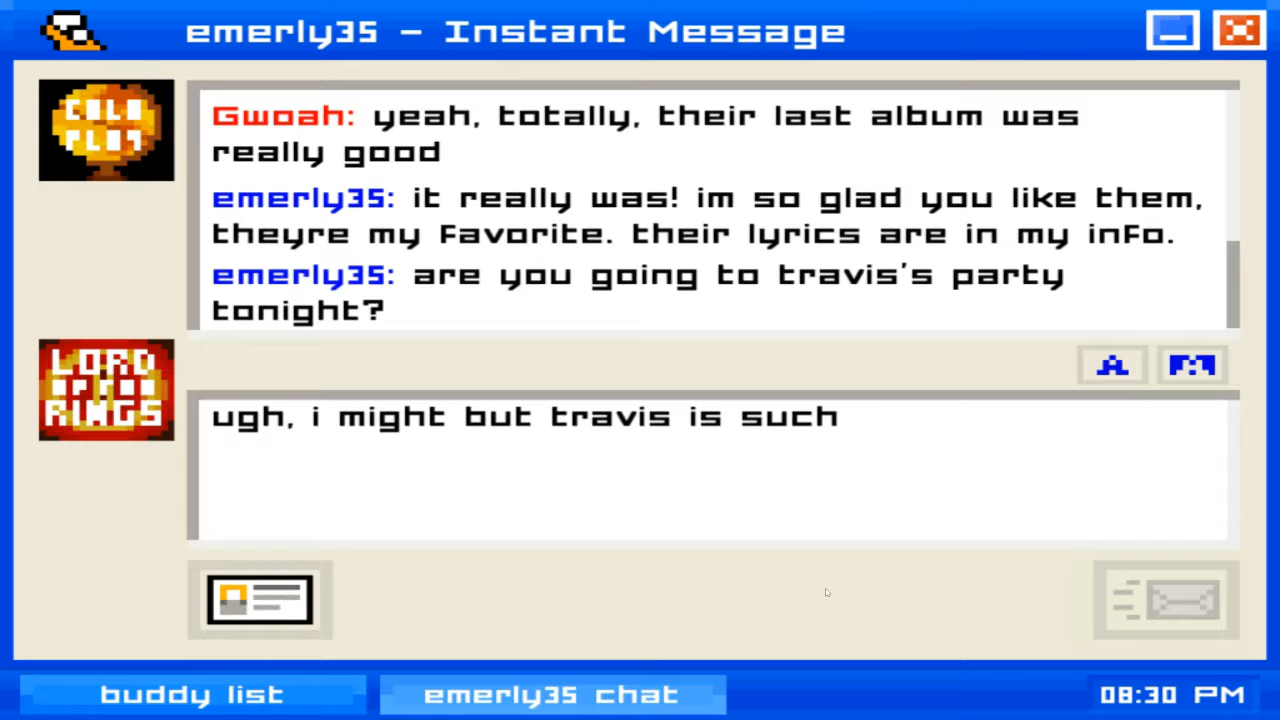 emerly35 - Instant Message
COLD
PLAY
Gwoah: yeah, totally, their last album was
really good
emerly35: it really was! im so glad you like them,
theyre my favorite. their lyrics are in my info.
emerly35: are you going to travis's party
tonight?
LORD
OF THE
RINGS
A
ugh, i might but travis is such
buddy list
emerly35 chat
08:30 PM